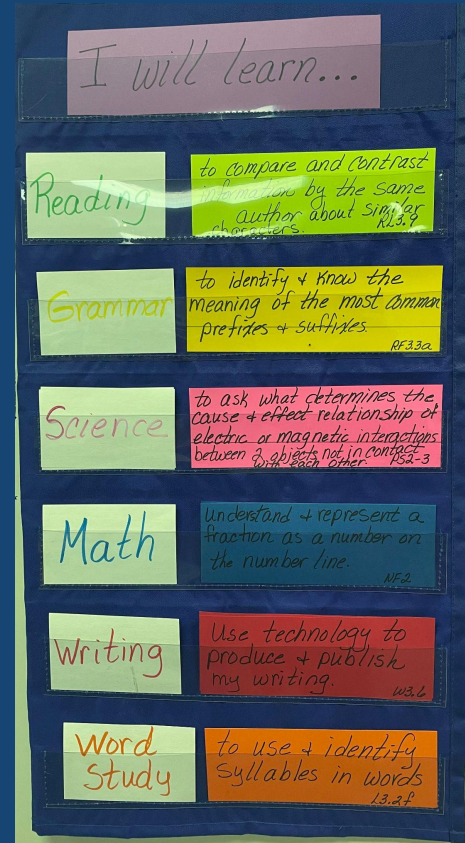 I will learn...
Reading
to compare and contrast
information by the same
author about similar
characters. RL3.9
Grammar
to identify + know the
meaning of the most common
prefixes + suffixes.
RF3.3a
Science
to ask what determines the
cause + effect relationship of
electric or magnetic interactions
between 2 objects not in contact
with each other. PS2-3
Math
understand + represent a
fraction as a number on
the number line.
NF2
Writing
Use technology to
produce + publish
my writing.
W3.6
Word
Study
to use + identify
syllables in words
L3.2f